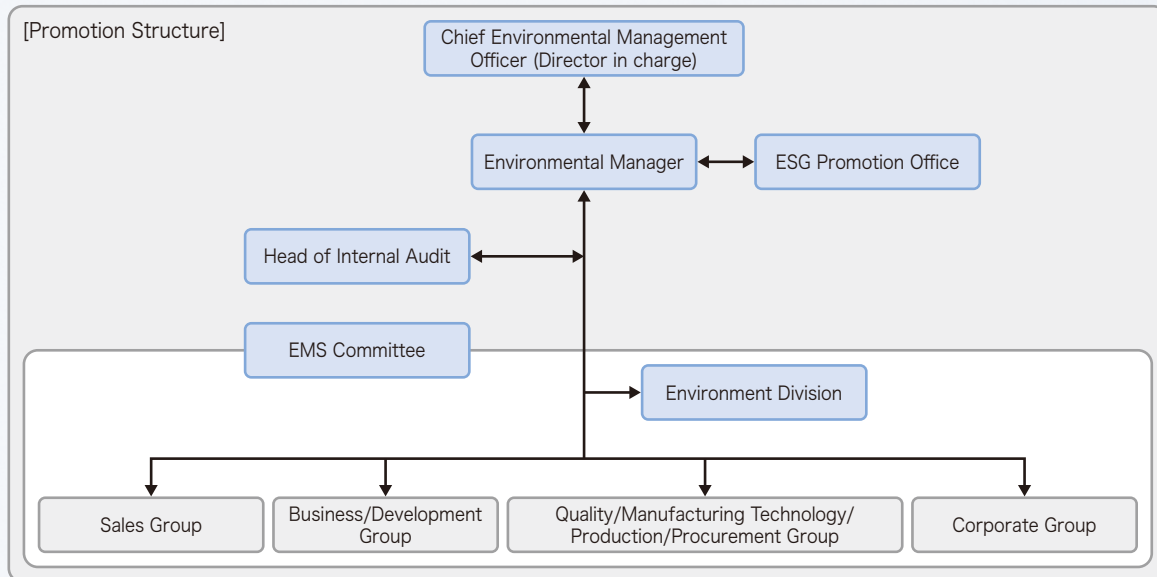 [Promotion Structure]
Chief Environmental Management
Officer (Director in charge)
Environmental Manager
ESG Promotion Office
Head of Internal Audit
EMS Committee
Environment Division
Sales Group
Business/Development
Group
Quality/Manufacturing Technology/
Production/Procurement Group
Corporate Group